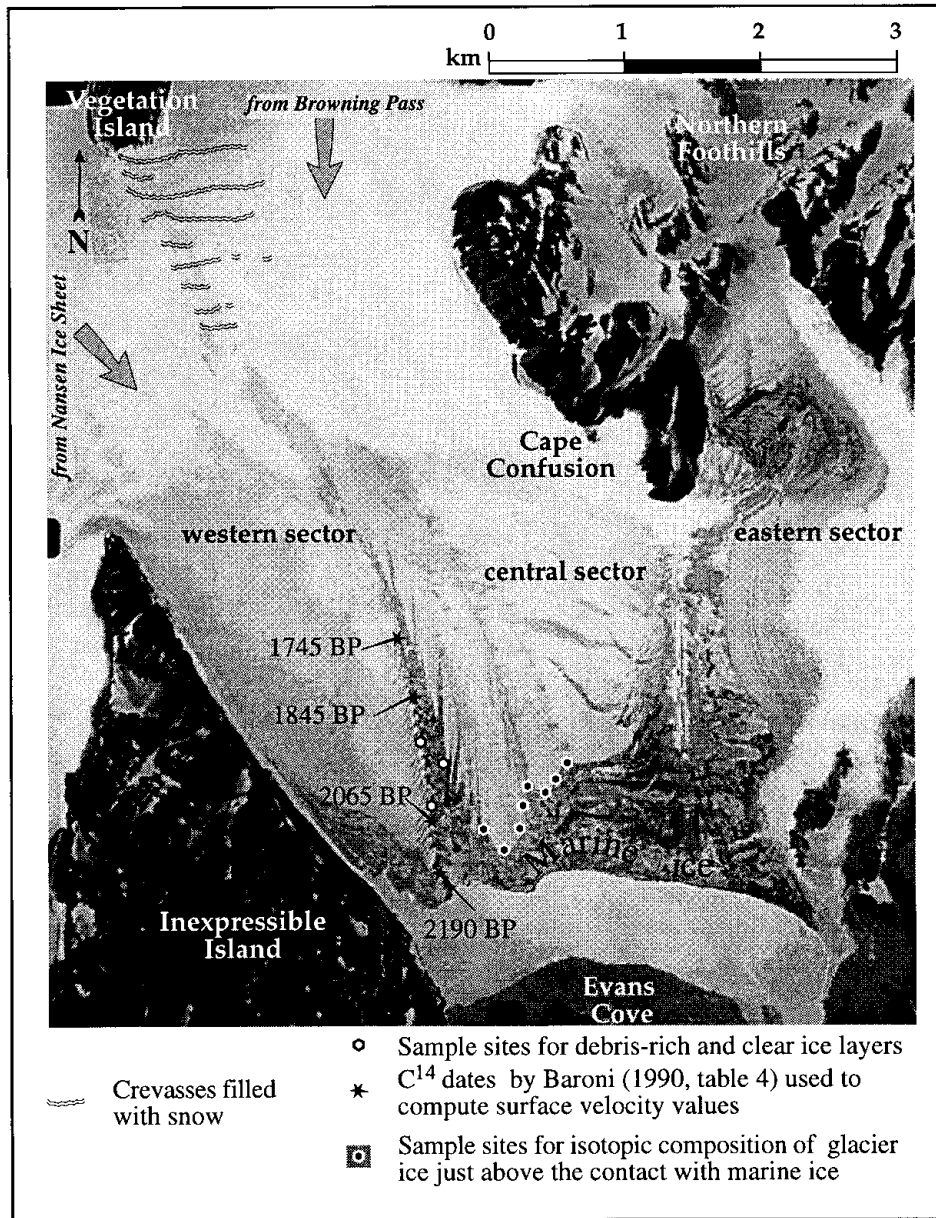 0 1 2 3
km
Vegetation
Island
from Browning Pass
Northern
Foothills
N
from Nansen Ice Sheet
Cape
Confusion
western sector
eastern sector
central sector
1745 BP
1845 BP
2065 BP
Marine ice
2190 BP
Inexpressible
Island
Evans
Cove
Crevasses filled
with snow
Sample sites for debris-rich and clear ice layers
C14 dates by Baroni (1990, table 4) used to
compute surface velocity values
Sample sites for isotopic composition of glacier
ice just above the contact with marine ice